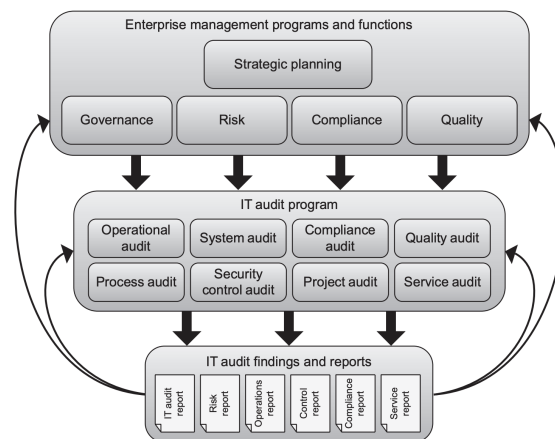 Enterprise management programs and functions
Strategic planning
Governance
Risk
Compliance
Quality
IT audit program
Operational
audit
System audit
Compliance
audit
Quality audit
Process audit
Security
control audit
Project audit
Service audit
IT audit findings and reports
IT audit
report
Risk
report
Operations
report
Control
report
Compliance
report
Service
report